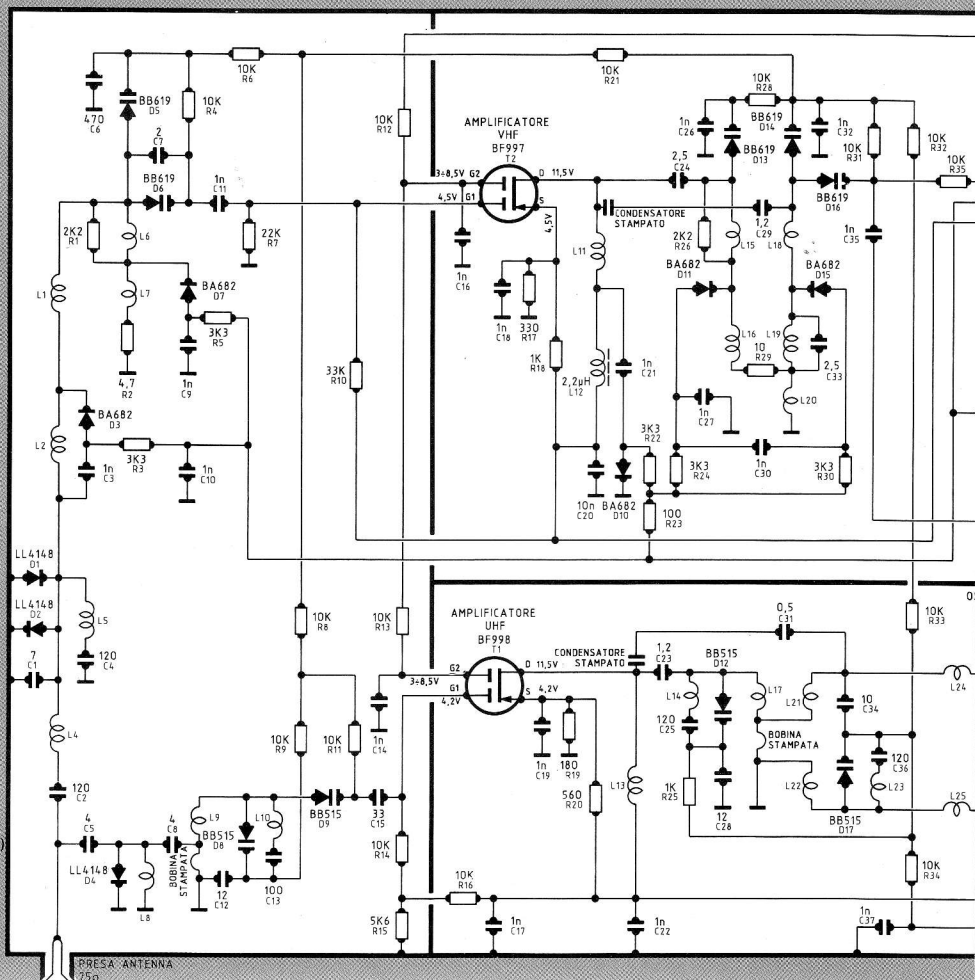 10K
R6
10K
R21
470
C6
BB619
D5
10K
R4
2
C7
BB619
D6
1n
C11
2K2
R1
L6
22K
R7
L1
L7
BA682
D7
3K3
R5
4,7
R2
1n
C9
BA682
D3
L2
3K3
R3
1n
C3
1n
C10
33K
R10
10K
R12
AMPLIFICATORE
VHF
BF997
T2
3÷8,5V
G2
D
11,5V
4,5V
G1
S
4,5V
1n
C16
1n
C18
330
R17
1K
R18
L11
CONDENSATORE
STAMPATO
2,2µH
L12
1n
C21
10n
C20
BA682
D10
3K3
R22
100
R23
1n
C26
10K
R28
BB619
D14
BB619
D13
2,5
C24
1n
C32
10K
R31
10K
R32
10K
R35
BB619
D16
1,2
C29
2K2
R26
L15
L18
1n
C35
BA682
D11
BA682
D15
L16
L19
10
R29
2,5
C33
L20
1n
C27
3K3
R24
1n
C30
3K3
R30
LL4148
D1
LL4148
D2
L5
7
C1
120
C4
L4
120
C2
4
C5
4
C8
LL4148
D4
L8
BOBINA
STAMPATA
L9
12
C12
BB515
D8
L10
100
C13
10K
R8
10K
R9
10K
R11
BB515
D9
33
C15
10K
R13
1n
C14
10K
R14
5K6
R15
10K
R16
1n
C17
AMPLIFICATORE
UHF
BF998
T1
G2
3÷8,5V
G1
4,2V
D
11,5V
S
4,2V
1n
C19
180
R19
560
R20
CONDENSATORE
STAMPATO
L13
1n
C22
0,5
C31
1,2
C23
BB515
D12
L14
120
C25
1K
R25
12
C28
L17
L21
BOBINA
STAMPATA
L22
10
C34
120
C36
L23
BB515
D17
10K
R33
L24
L25
10K
R34
1n
C37
PRESA ANTENNA